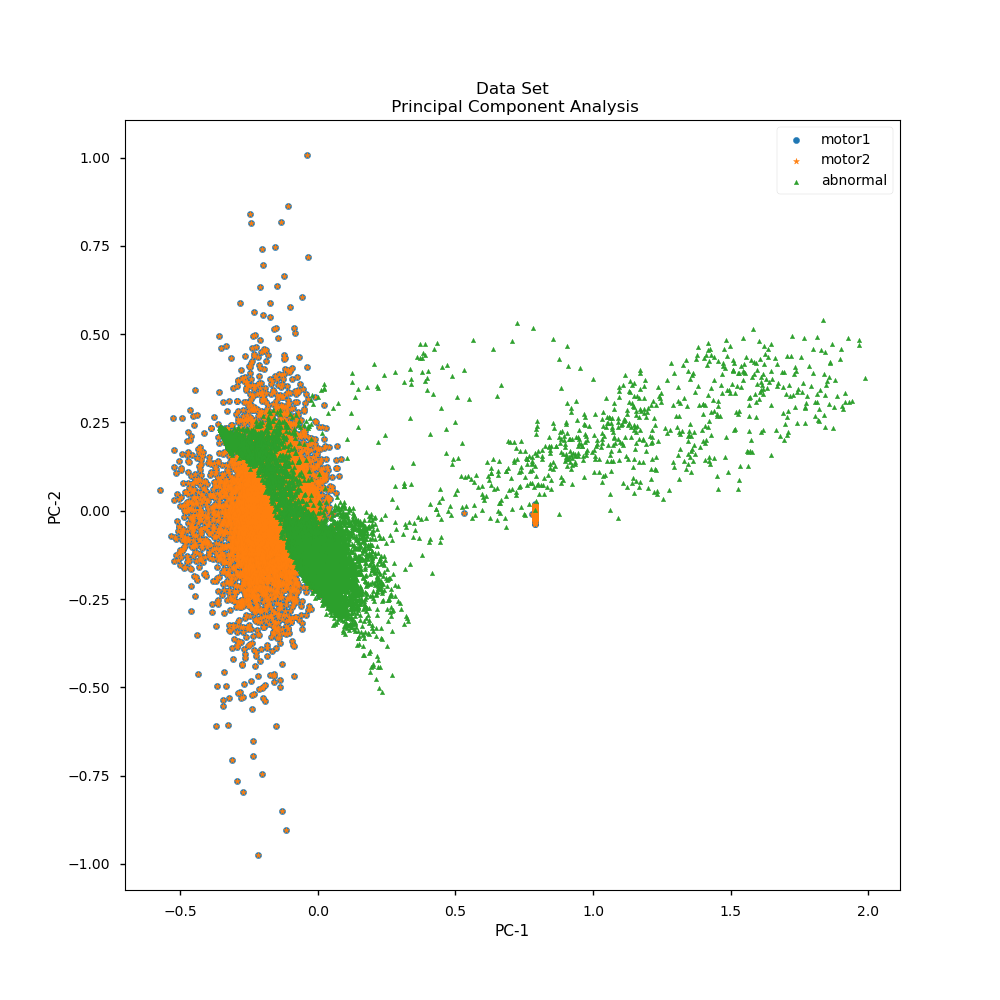 Data Set
Principal Component Analysis
motor1
motor2
abnormal
1.00
0.75
0.50
0.25
0.00
−0.25
−0.50
−0.75
−1.00
PC-2
−0.5
0.0
0.5
1.0
1.5
2.0
PC-1